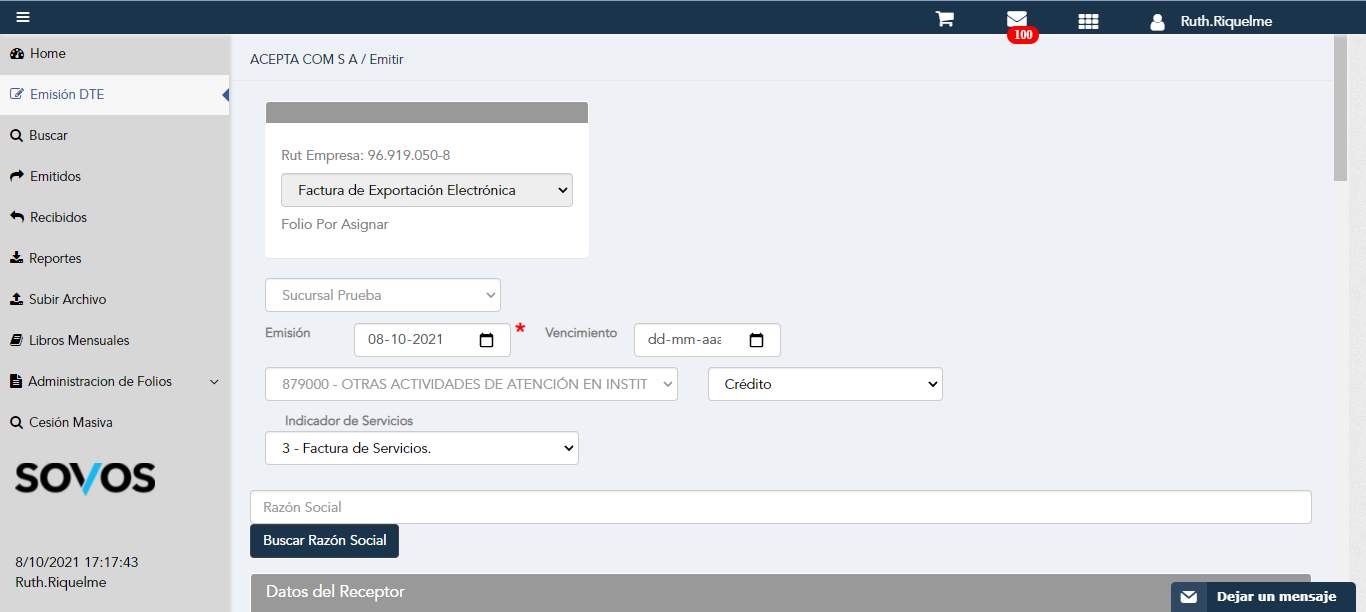 100
Ruth.Riquelme
Home
Emisión DTE
Buscar
Emitidos
Recibidos
Reportes
Subir Archivo
Libros Mensuales
Administracion de Folios
Cesión Masiva
sovos
8/10/2021 17:17:43
Ruth.Riquelme
ACEPTA COM S A / Emitir
Rut Empresa: 96.919.050-8
Factura de Exportación Electrónica
Folio Por Asignar
Sucursal Prueba
Emisión 08-10-2021 * Vencimiento dd-mm-aaa
879000 - OTRAS ACTIVIDADES DE ATENCIÓN EN INSTIT Crédito
Indicador de Servicios
3 - Factura de Servicios.
Razón Social
Buscar Razón Social
Datos del Receptor
Dejar un mensaje